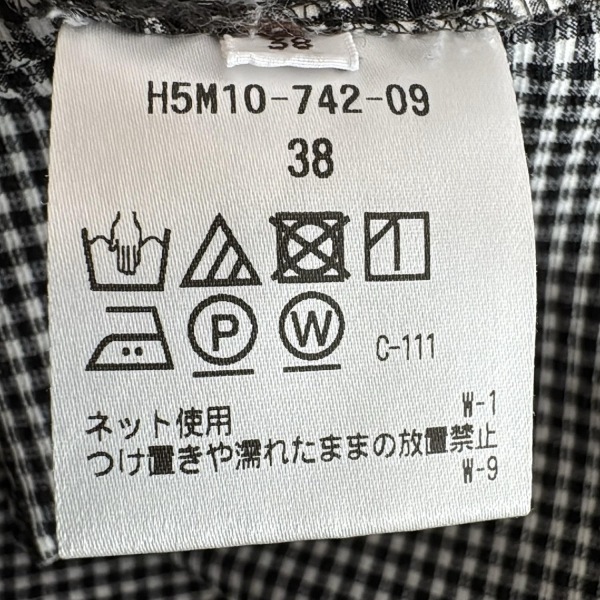 38
H5M10-742-09
38
P W C-111
ネット使用 W-1
つけ置きや濡れたままの放置禁止
W-9